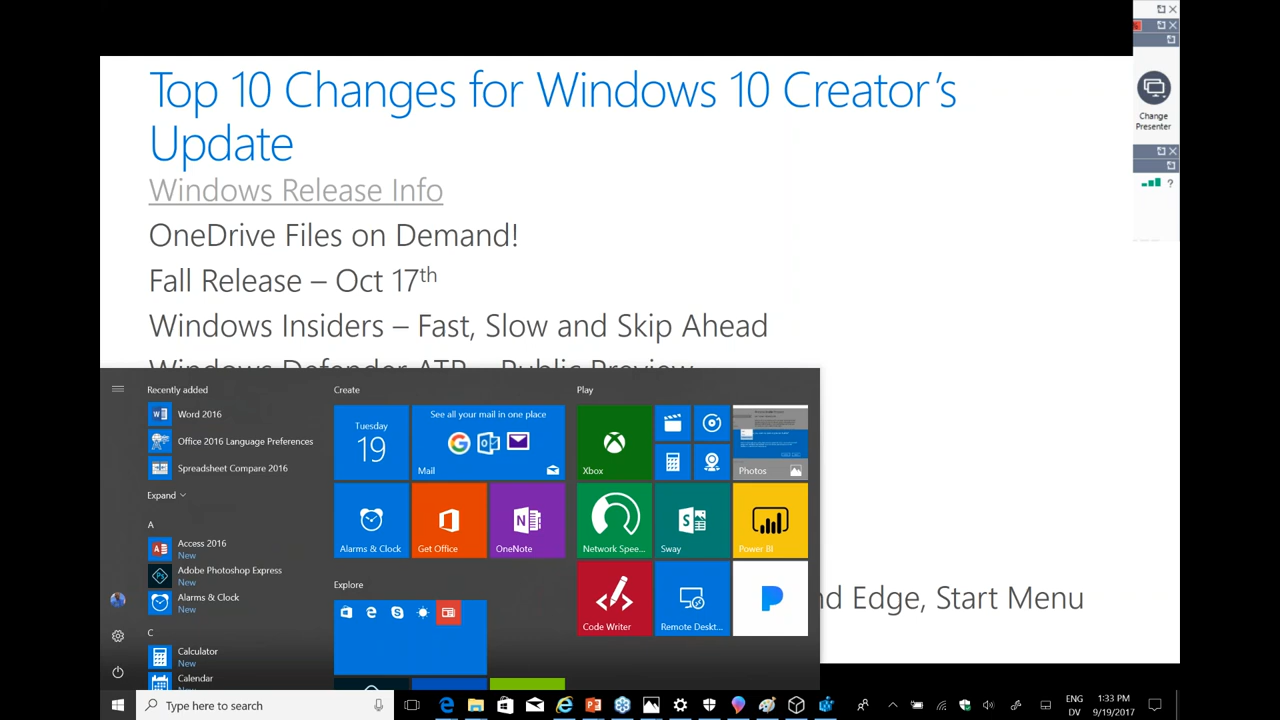 Top 10 Changes for Windows 10 Creator's
Update
Windows Release Info
OneDrive Files on Demand!
Fall Release – Oct 17th
Windows Insiders – Fast, Slow and Skip Ahead
Windows Defender ATP – Public Preview
nd Edge, Start Menu
Change
Presenter
?
Recently added
Word 2016
Office 2016 Language Preferences
Spreadsheet Compare 2016
Expand
A
Access 2016
New
Adobe Photoshop Express
New
Alarms & Clock
New
C
Calculator
New
Calendar
Create
Tuesday
19
See all your mail in one place
Mail
Alarms & Clock
Get Office
OneNote
Explore
Play
Xbox
Photos
Network Spee...
Sway
Power BI
Code Writer
Remote Deskt...
Type here to search
ENG
DV
1:33 PM
9/19/2017